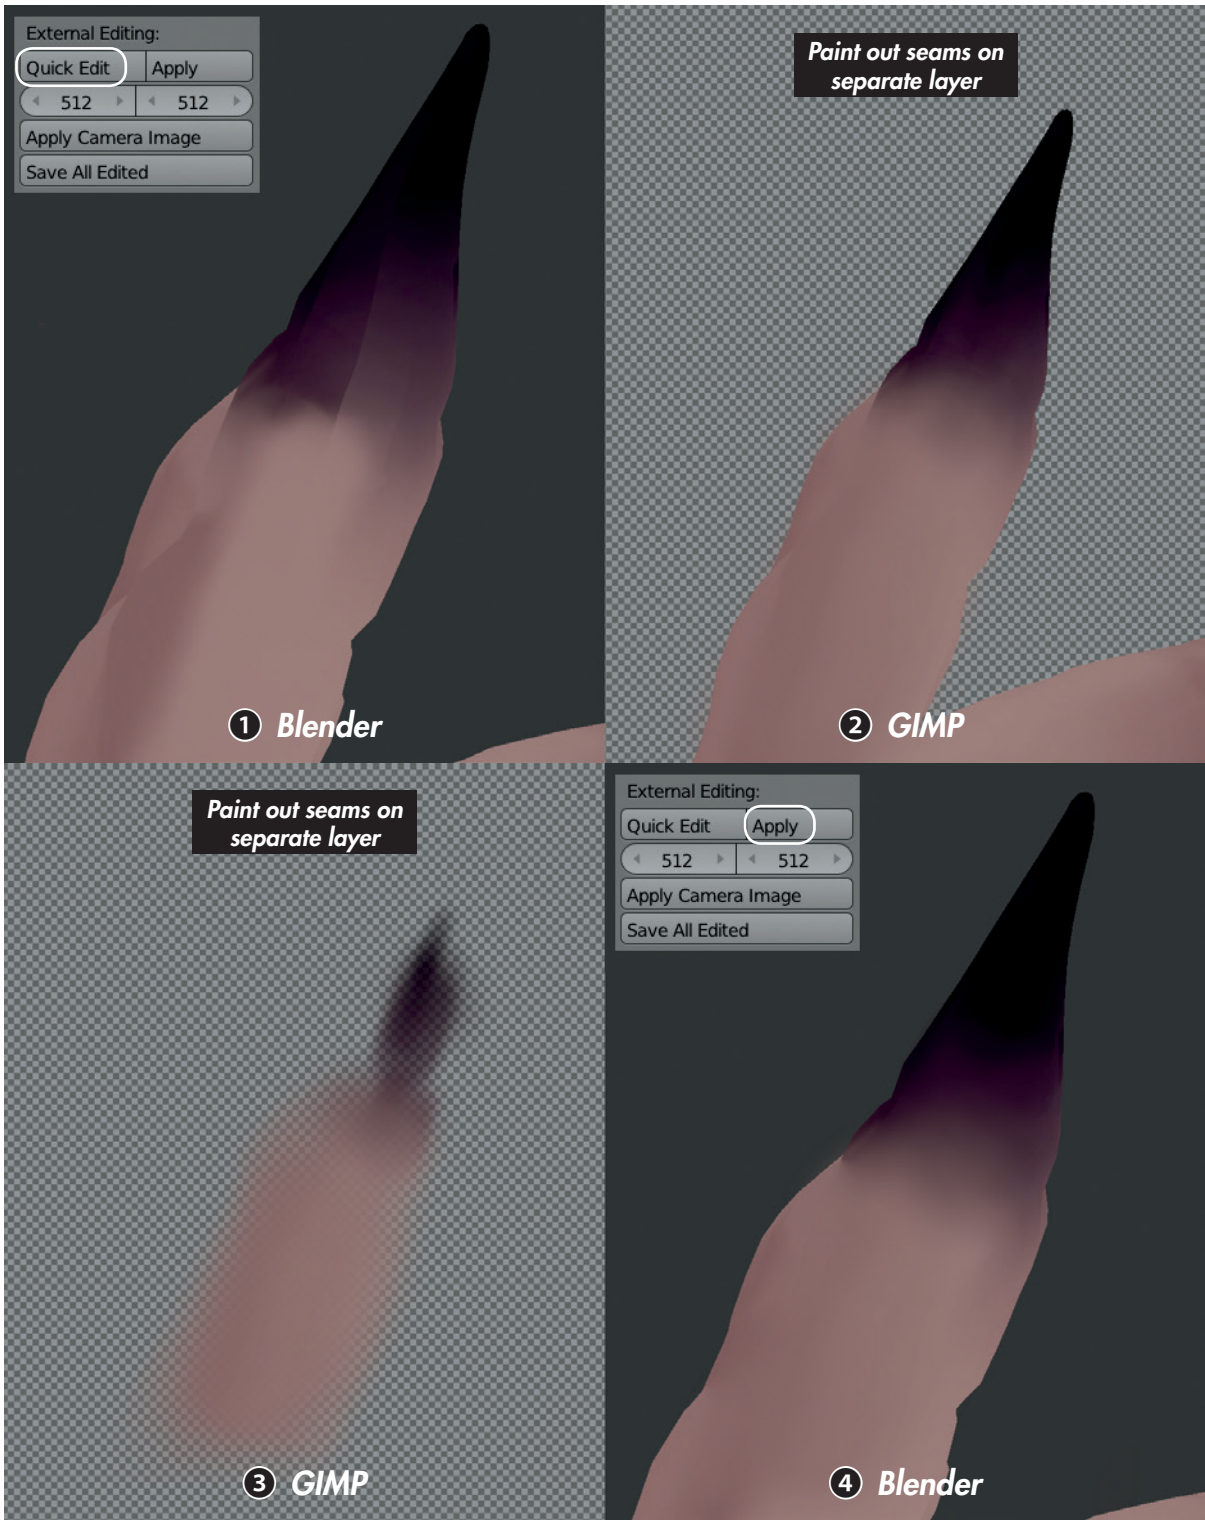 External Editing:
Quick Edit Apply
512 512
Apply Camera Image
Save All Edited
1 Blender
Paint out seams on
separate layer
2 GIMP
Paint out seams on
separate layer
3 GIMP
External Editing:
Quick Edit Apply
512 512
Apply Camera Image
Save All Edited
4 Blender